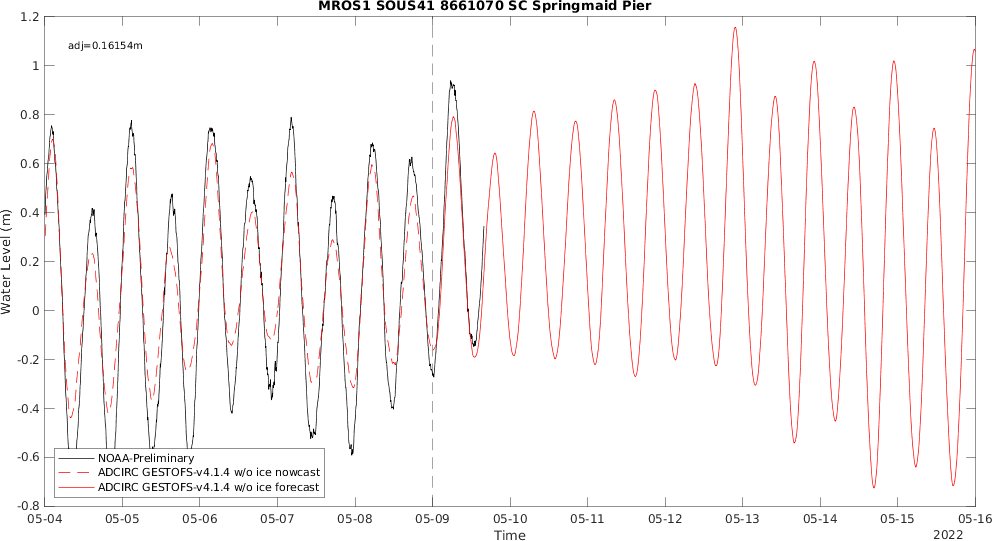 MROS1 SOUS41 8661070 SC Springmaid Pier
adj=0.16154m
Water Level (m)
1.2
1
0.8
0.6
0.4
0.2
0
-0.2
-0.4
-0.6
-0.8
NOAA-Preliminary
ADCIRC GESTOFS-v4.1.4 w/o ice nowcast
ADCIRC GESTOFS-v4.1.4 w/o ice forecast
05-04 05-05 05-06 05-07 05-08 05-09 05-10 05-11 05-12 05-13 05-14 05-15 05-16
Time
2022